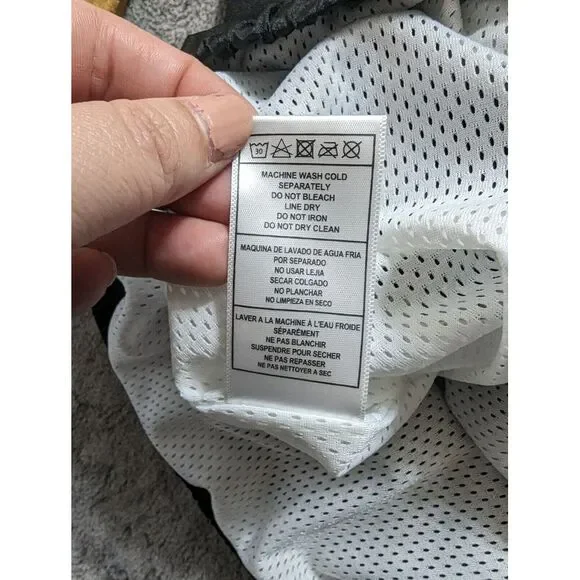 30
MACHINE WASH COLD
SEPARATELY
DO NOT BLEACH
LINE DRY
DO NOT IRON
DO NOT DRY CLEAN
MAQUINA DE LAVADO DE AGUA FRIA
POR SEPARADO
NO USAR LEJIA
SECAR COLGADO
NO PLANCHAR
NO LIMPIEZA EN SECO
LAVER A LA MACHINE À L'EAU FROIDE
SÉPARÉMENT
NE PAS BLANCHIR
SUSPENDRE POUR SECHER
NE PAS REPASSER
NE PAS NETTOYER A SEC